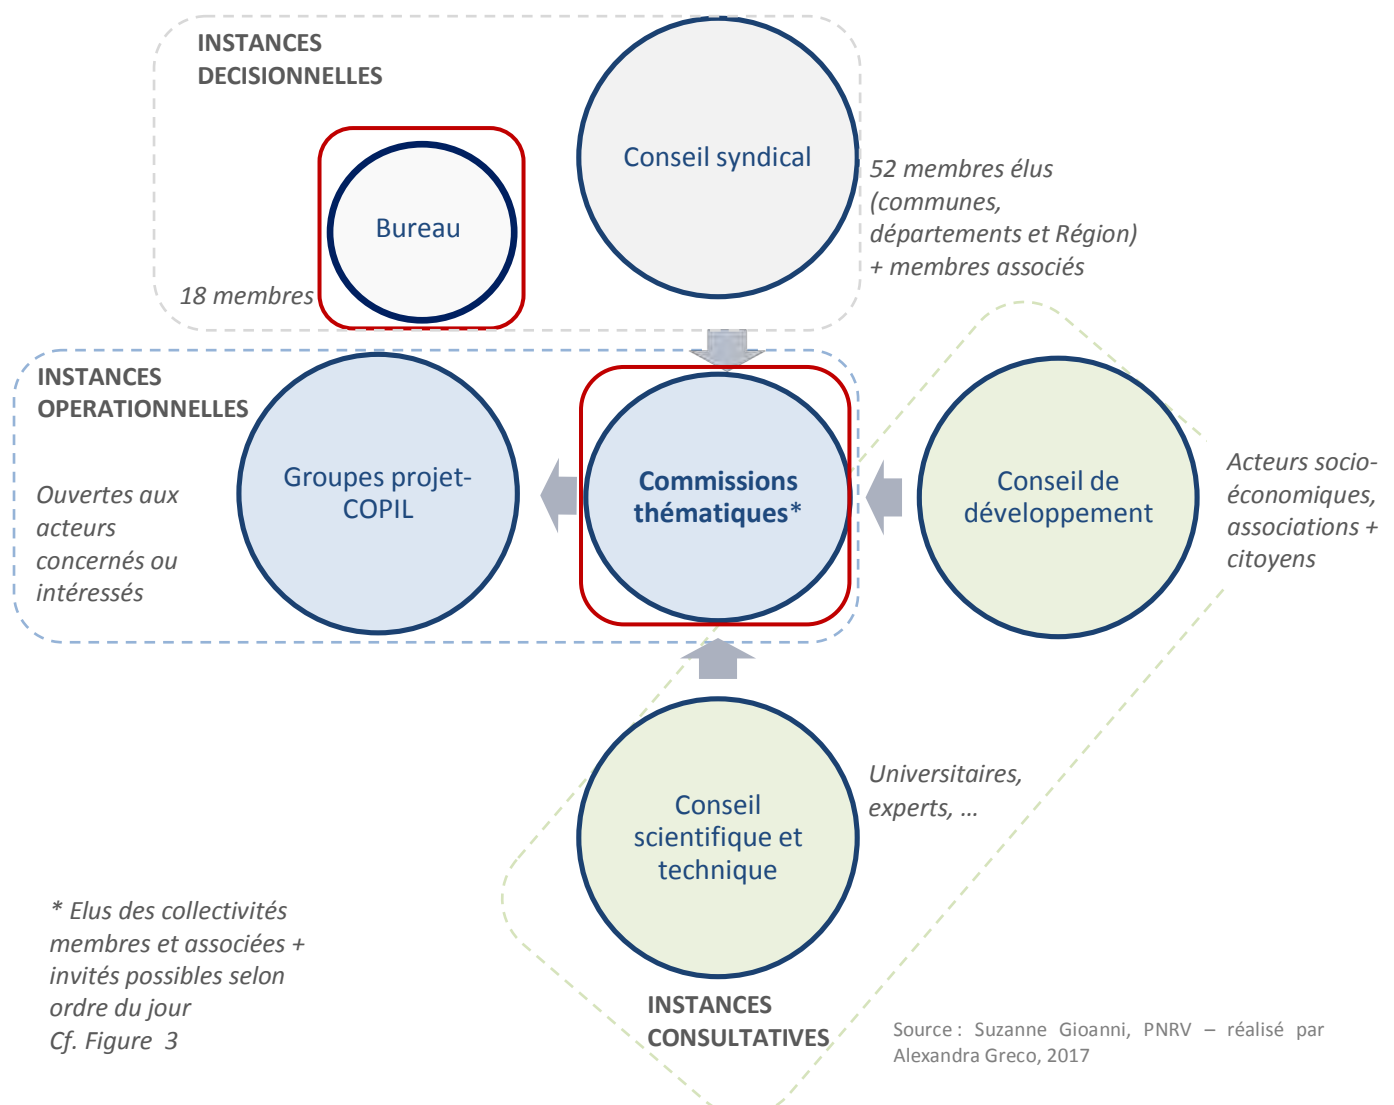 INSTANCES
DECISIONNELLES
Conseil syndical
52 membres élus
(communes,
départements et Région)
+ membres associés
Bureau
18 membres
INSTANCES
OPERATIONNELLES
Ouvertes aux
acteurs
concernés ou
intéressés
Groupes projet-
COPIL
Commissions
thématiques*
Conseil de
développement
Acteurs socio-
économiques,
associations +
citoyens
Conseil
scientifique et
technique
Universitaires,
experts, …
INSTANCES
CONSULTATIVES
* Elus des collectivités
membres et associées +
invités possibles selon
ordre du jour
Cf. Figure 3
Source : Suzanne Gioanni, PNRV – réalisé par
Alexandra Greco, 2017